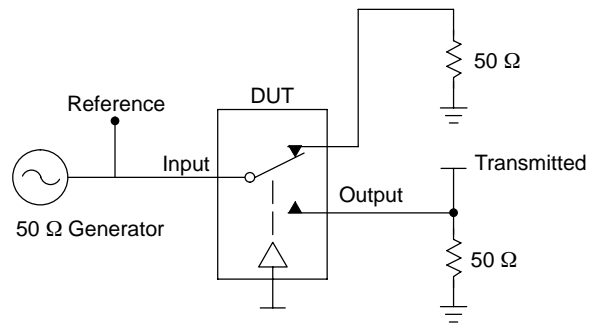 50 Ω
Reference
DUT
Input
Transmitted
Output
50 Ω Generator
50 Ω